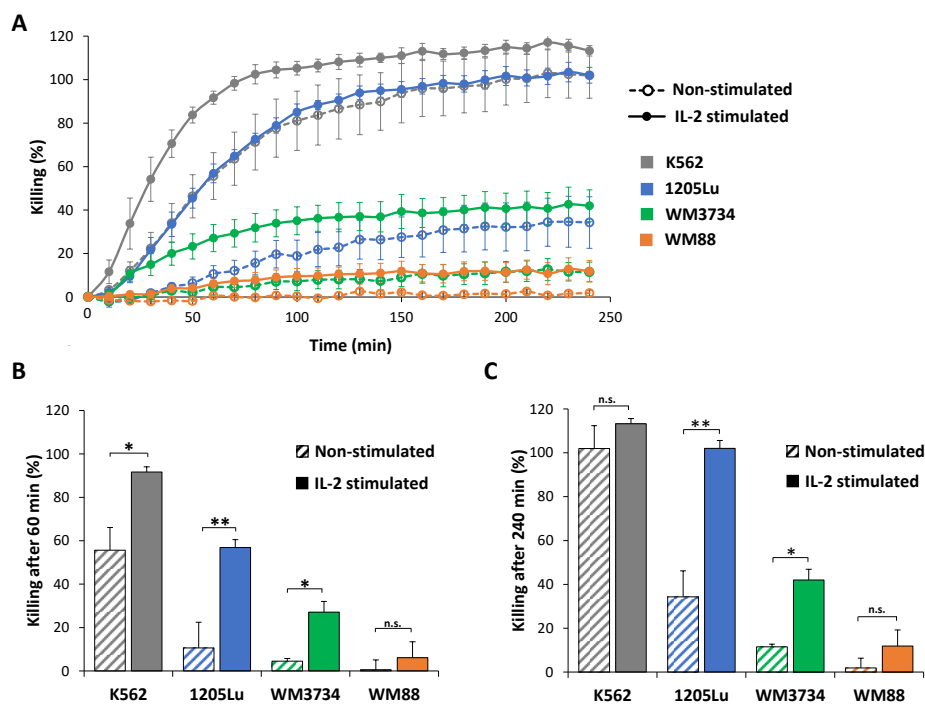 A
120
100
80
60
40
20
0
Killing (%)
0 50 100 150 200 250
Time (min)
Non-stimulated
IL-2 stimulated
K562
1205Lu
WM3734
WM88
B
120
100
80
60
40
20
0
Killing after 60 min (%)
*
**
*
n.s.
Non-stimulated
IL-2 stimulated
K562 1205Lu WM3734 WM88
C
120
100
80
60
40
20
0
Killing after 240 min (%)
n.s.
**
*
n.s.
Non-stimulated
IL-2 stimulated
K562 1205Lu WM3734 WM88